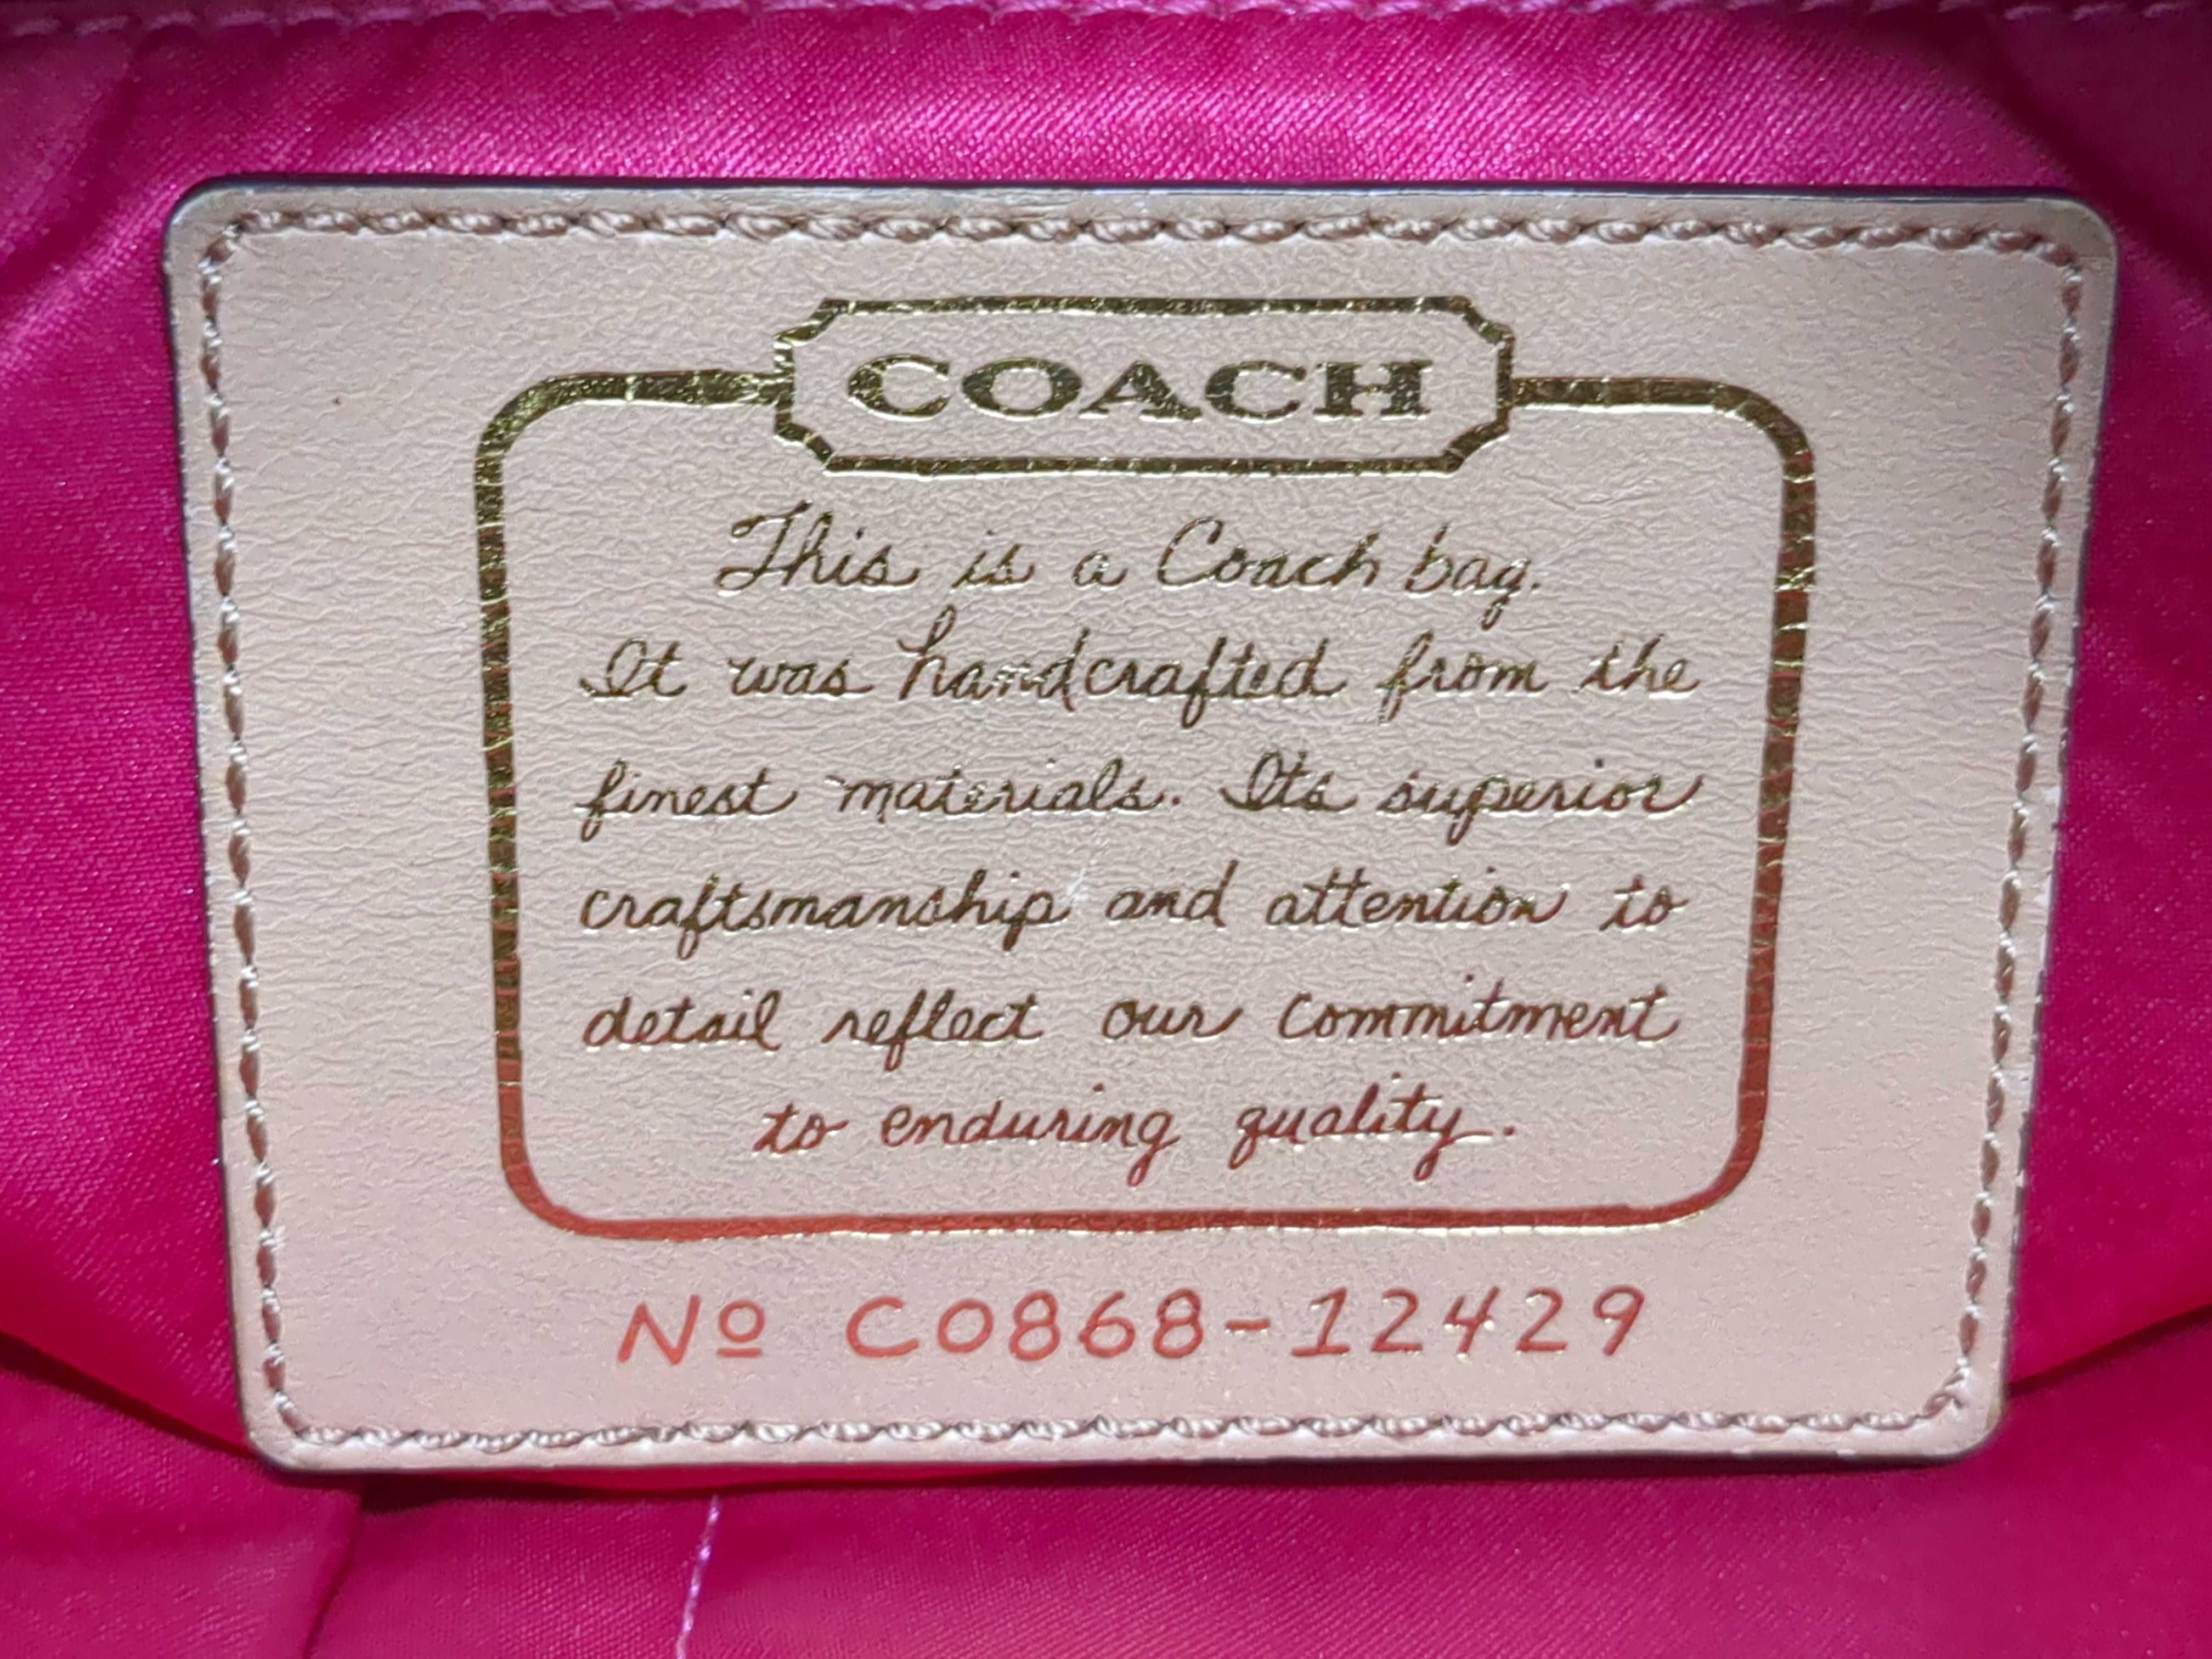 COACH
This is a Coach bag.
It was handcrafted from the
finest materials. Its superior
craftsmanship and attention to
detail reflect our commitment
to enduring quality.
Nº C0868-12429